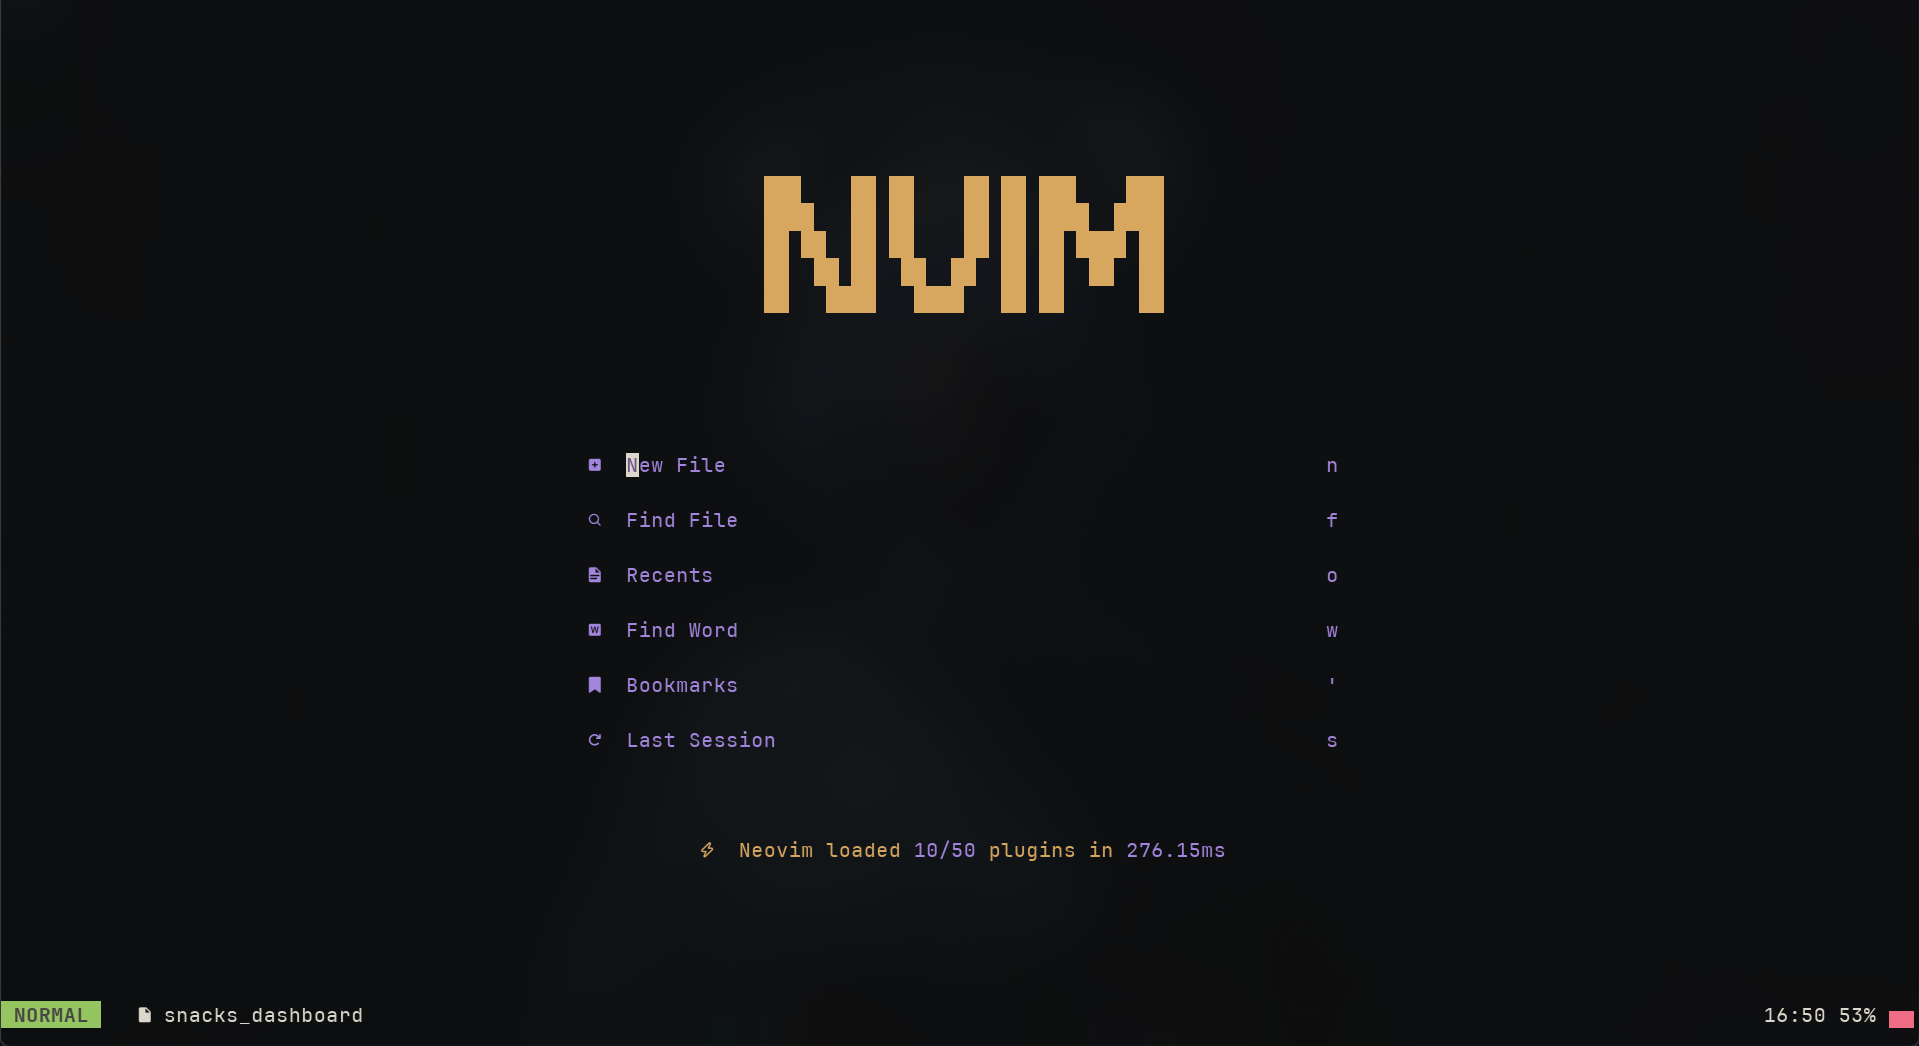 NVIM
New File n
Find File f
Recents o
W Find Word w
Bookmarks '
Last Session s
Neovim loaded 10/50 plugins in 276.15ms
NORMAL snacks_dashboard 16:50 53%